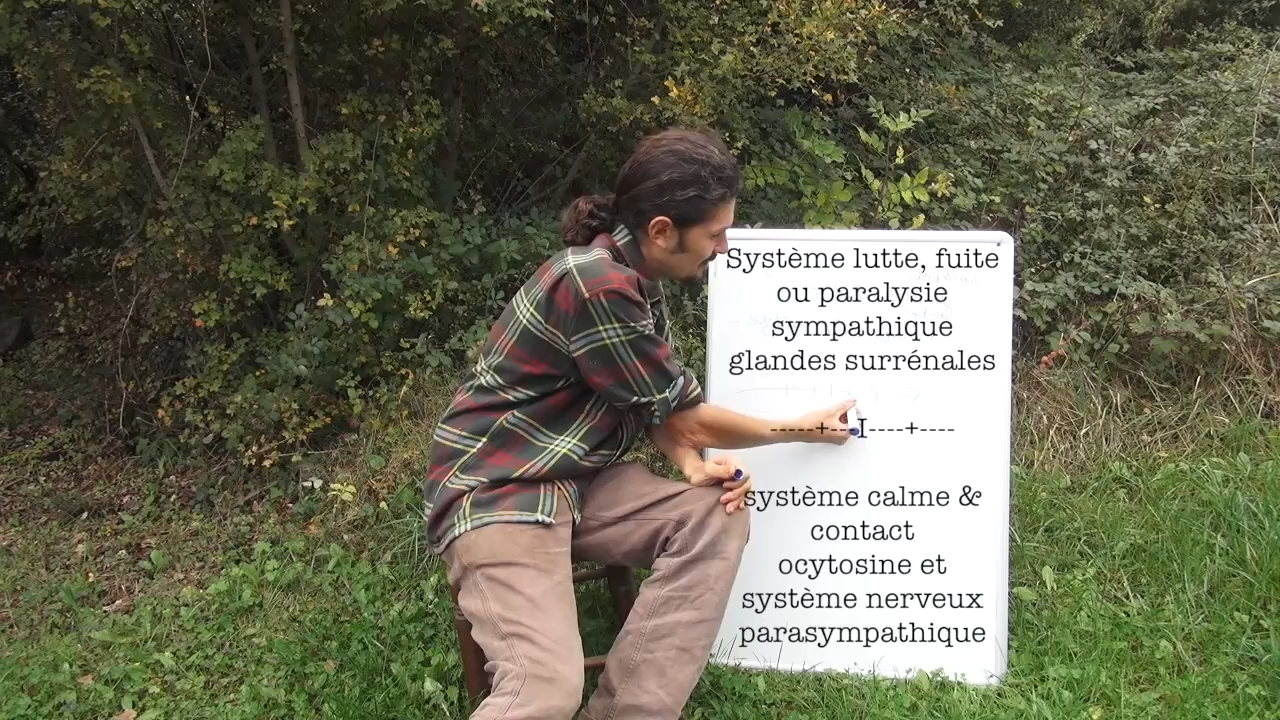 Système lutte, fuite
ou paralysie
sympathique
glandes surrénales
-----+---I----+----
système calme &
contact
ocytosine et
système nerveux
parasympathique